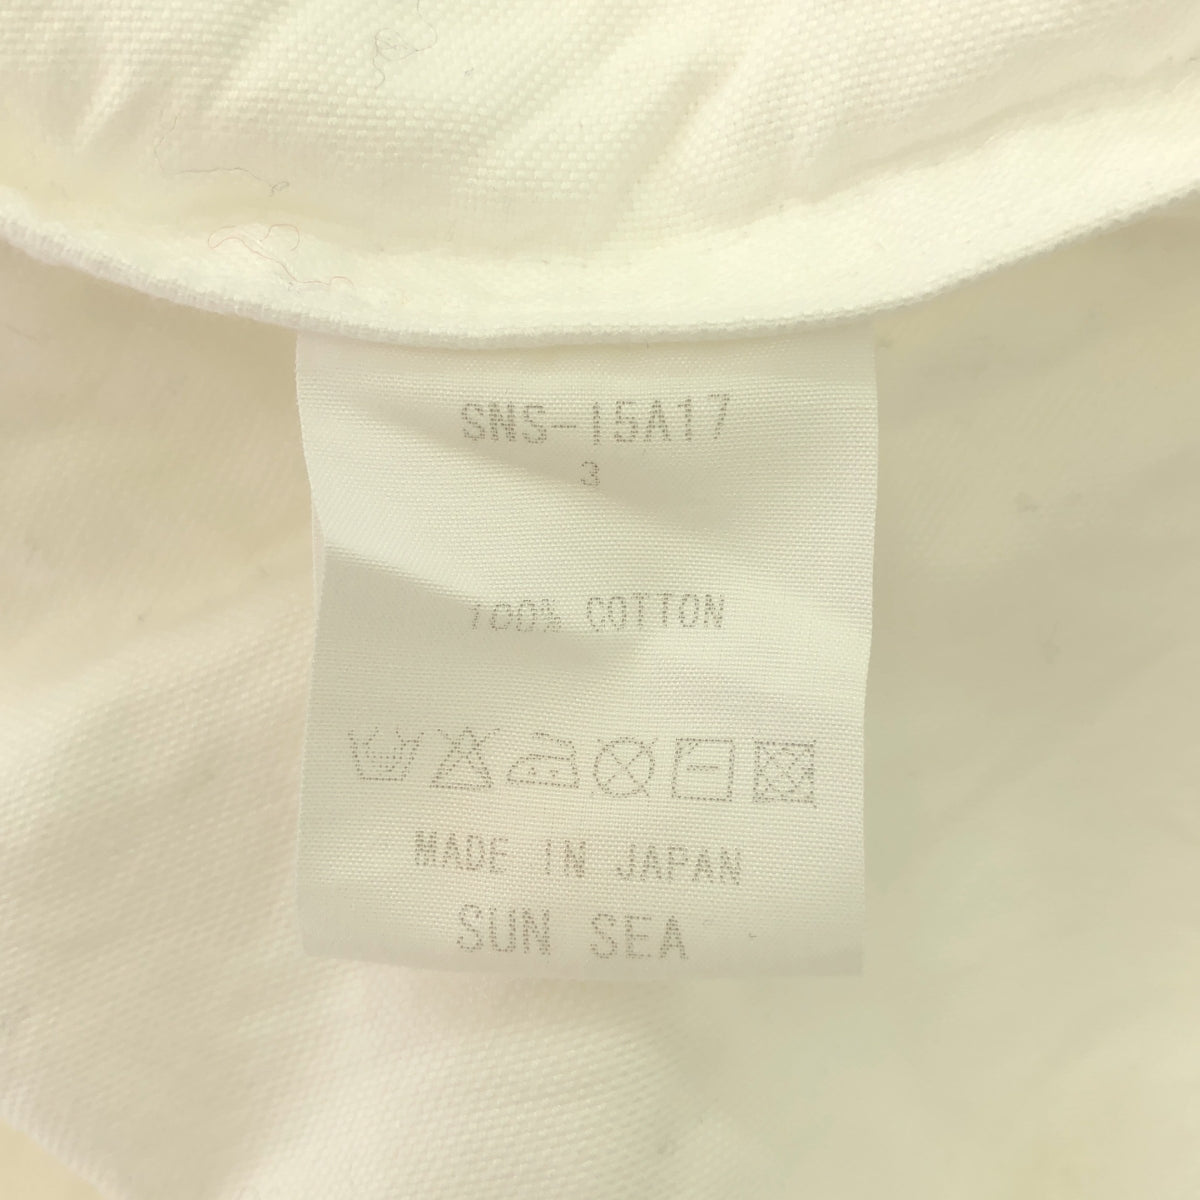 SNS-15A17
3
100% COTTON
MADE IN JAPAN
SUN SEA